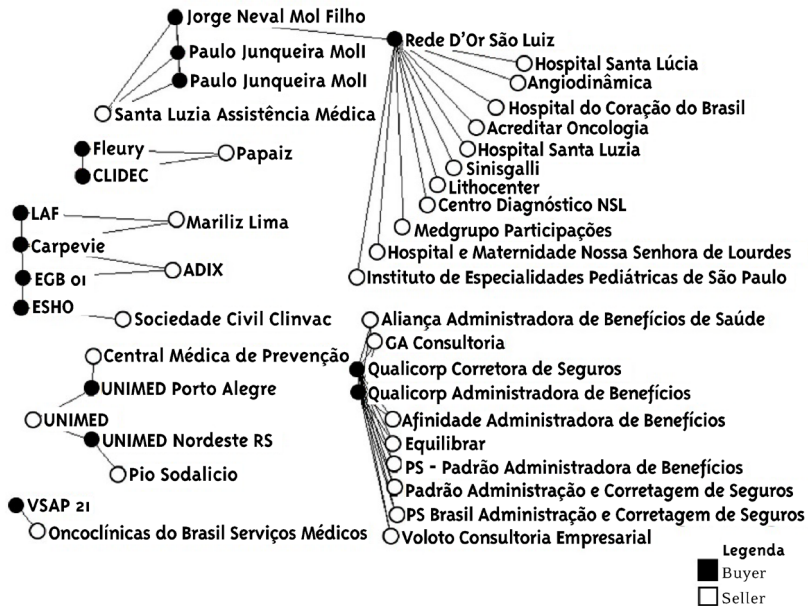 Jorge Neval Mol Filho
Paulo Junqueira Moll
Paulo Junqueira Moll
Santa Luzia Assistência Médica
Fleury
CLIDEC
Papaiz
LAF
Mariliz Lima
Carpevie
EGB 01
ADIX
ESHO
Sociedade Civil Clinvac
Central Médica de Prevenção
UNIMED Porto Alegre
UNIMED
UNIMED Nordeste RS
Pio Sodalicio
VSAP 21
Oncoclínicas do Brasil Serviços Médicos
Rede D'Or São Luiz
Hospital Santa Lúcia
Angiodinâmica
Hospital do Coração do Brasil
Acreditar Oncologia
Hospital Santa Luzia
Sinisgalli
Lithocenter
Centro Diagnóstico NSL
Medgrupo Participações
Hospital e Maternidade Nossa Senhora de Lourdes
Instituto de Especialidades Pediátricas de São Paulo
Aliança Administradora de Benefícios de Saúde
GA Consultoria
Qualicorp Corretora de Seguros
Qualicorp Administradora de Benefícios
Afinidade Administradora de Benefícios
Equilibrar
PS - Padrão Administradora de Benefícios
Padrão Administração e Corretagem de Seguros
PS Brasil Administração e Corretagem de Seguros
Voloto Consultoria Empresarial
Legenda
Buyer
Seller